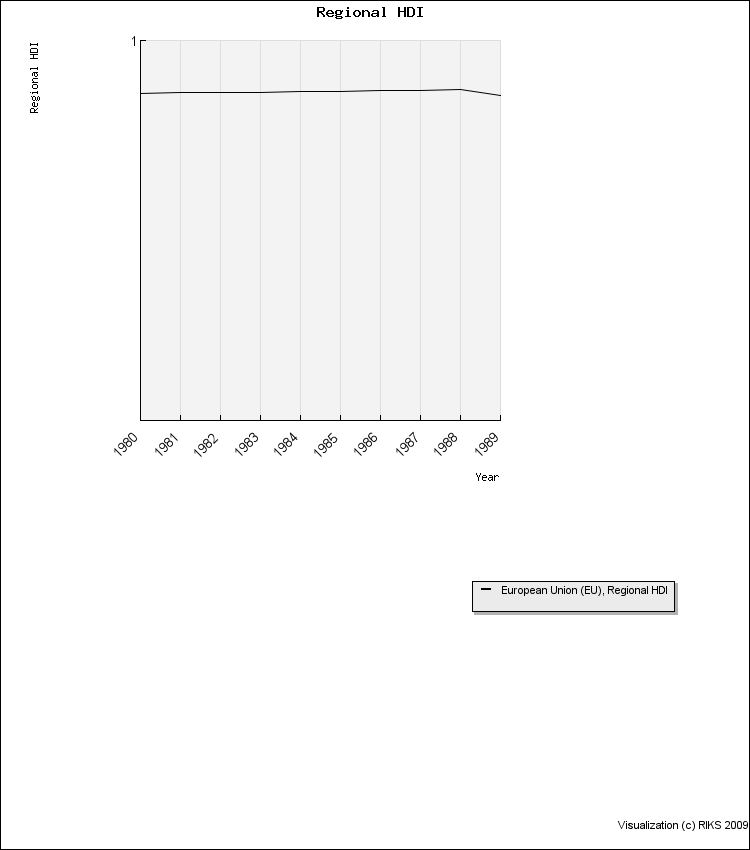 Regional HDI
Regional HDI
1
1980 1981 1982 1983 1984 1985 1986 1987 1988 1989
Year
European Union (EU), Regional HDI
Visualization (c) RIKS 2009